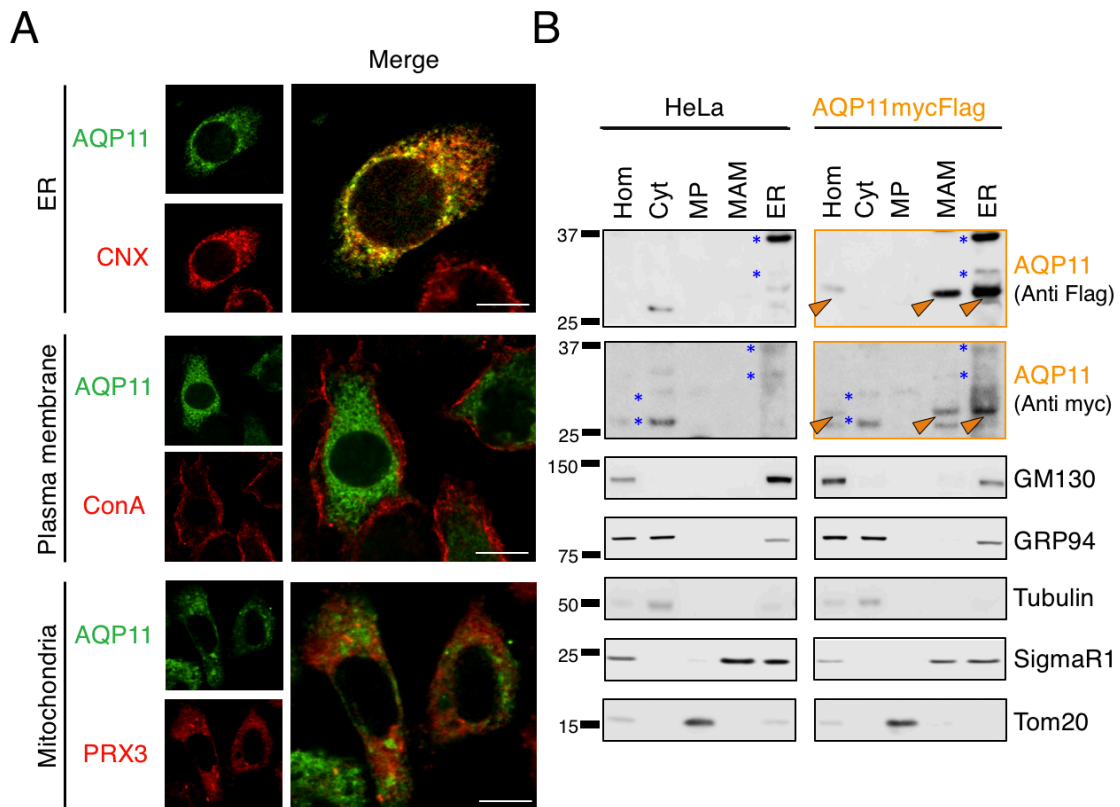 A
Merge
ER
AQP11
CNX
Plasma membrane
AQP11
ConA
Mitochondria
AQP11
PRX3
B
HeLa
AQP11mycFlag
Hom
Cyt
MP
MAM
ER
Hom
Cyt
MP
MAM
ER
37
*
*
*
*
25
AQP11
(Anti Flag)
37
*
*
*
*
*
*
*
*
25
AQP11
(Anti myc)
150
GM130
75
GRP94
50
Tubulin
25
SigmaR1
15
Tom20